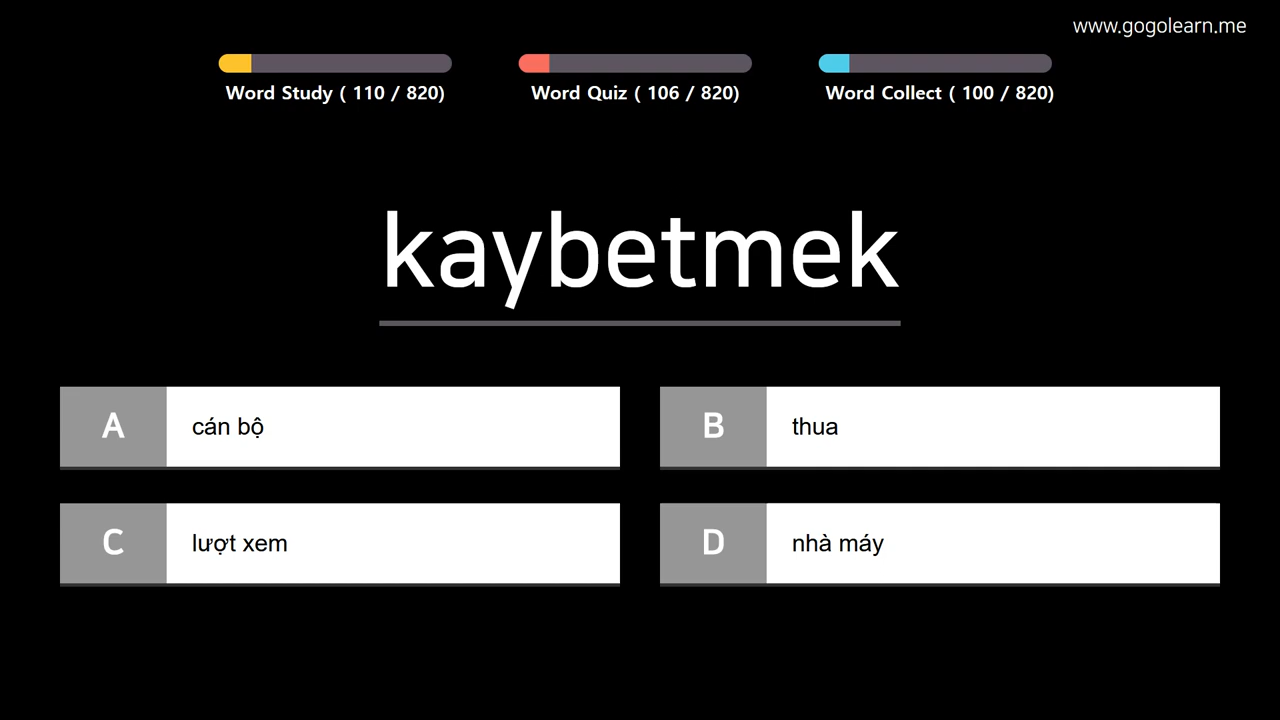 www.gogolearn.me
Word Study ( 110 / 820)
Word Quiz ( 106 / 820)
Word Collect ( 100 / 820)
kaybetmek
A cán bộ
B thua
C lượt xem
D nhà máy